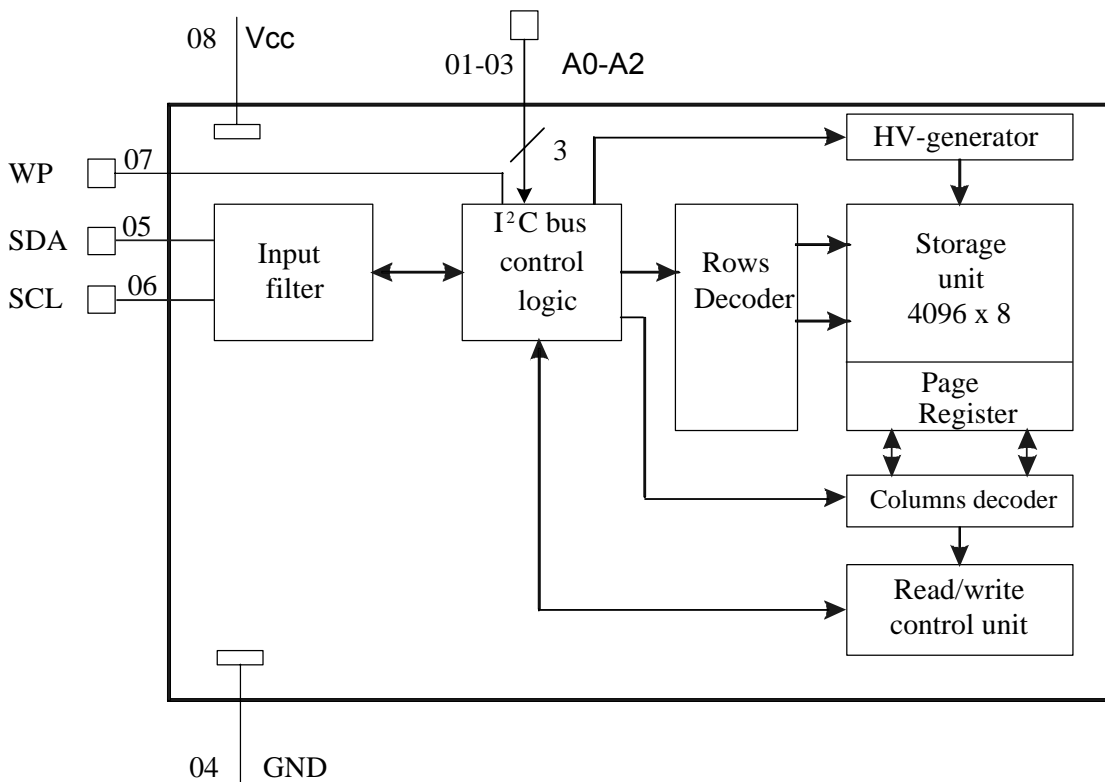 08 Vcc
01-03 A0-A2
3
HV-generator
WP 07
SDA 05
SCL 06
Input
filter
I²C bus
control
logic
Rows
Decoder
Storage
unit
4096 x 8
Page
Register
Columns decoder
Read/write
control unit
04 GND